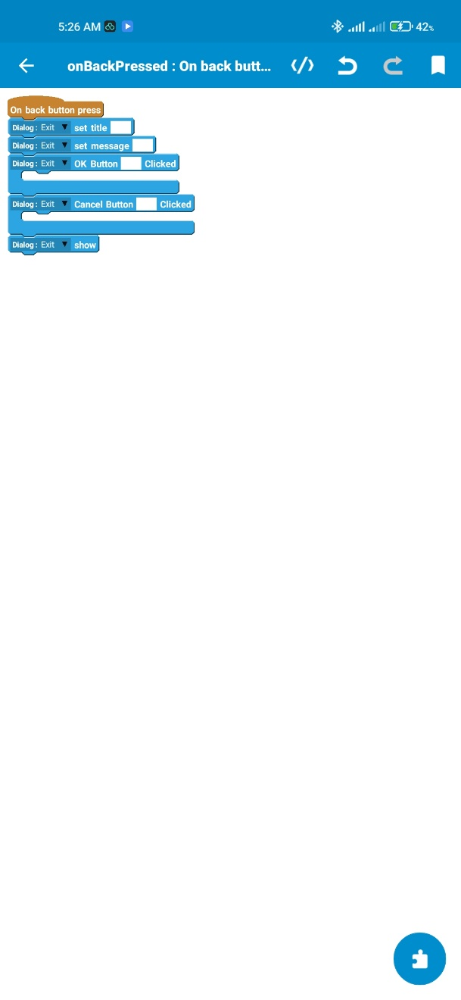 5:26 AM 42%
onBackPressed : On back butt...
On back button press
Dialog : Exit ▼ set title
Dialog : Exit ▼ set message
Dialog : Exit ▼ OK Button Clicked
Dialog : Exit ▼ Cancel Button Clicked
Dialog : Exit ▼ show